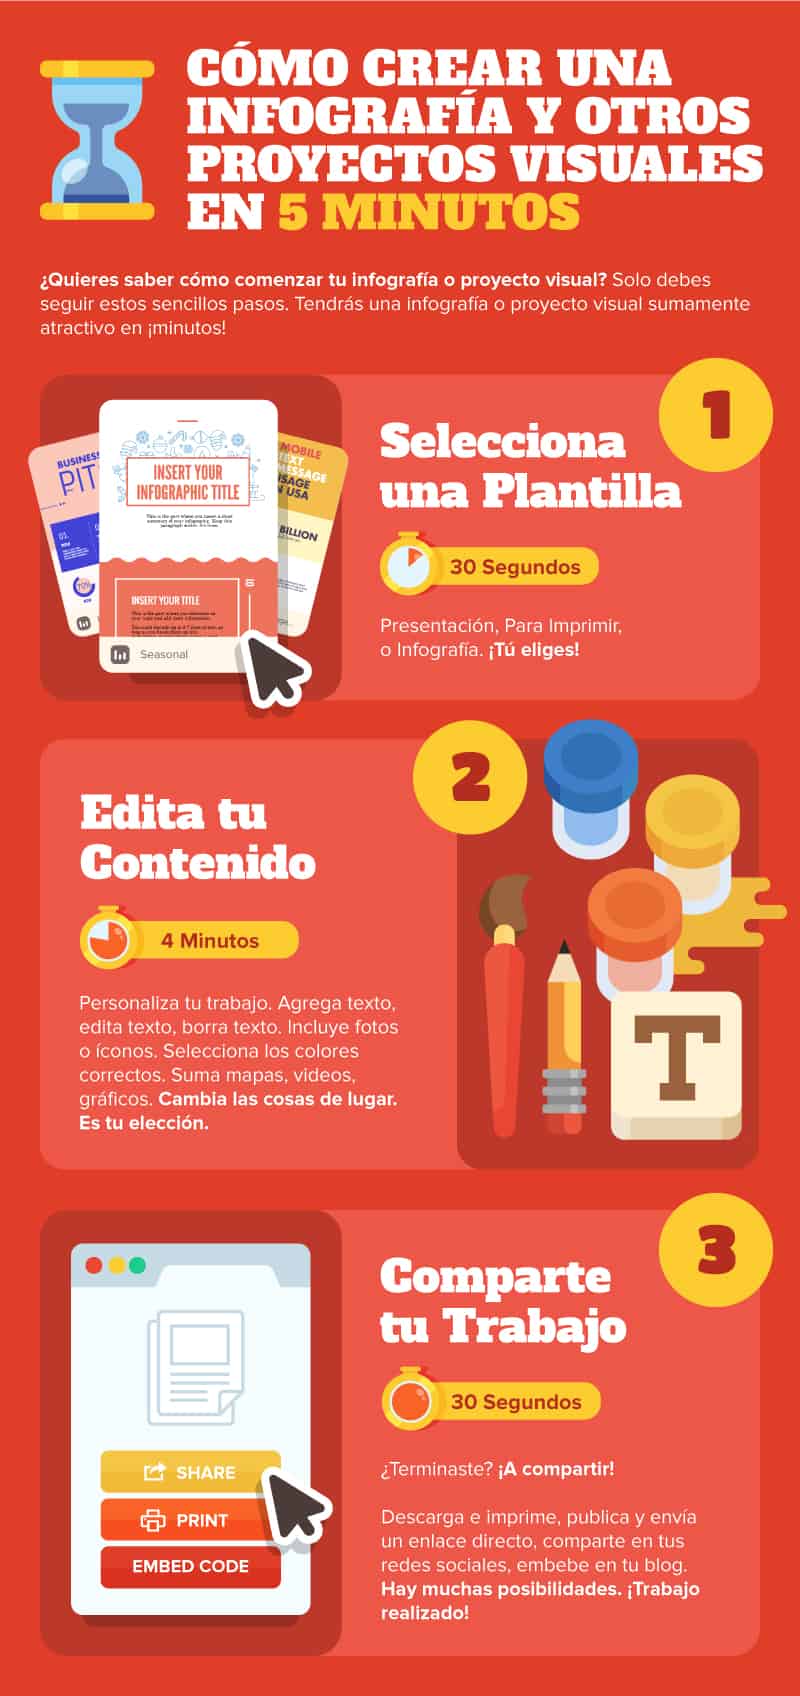 CÓMO CREAR UNA
INFOGRAFÍA Y OTROS
PROYECTOS VISUALES
EN 5 MINUTOS
¿Quieres saber cómo comenzar tu infografía o proyecto visual? Solo debes
seguir estos sencillos pasos. Tendrás una infografía o proyecto visual sumamente
atractivo en ¡minutos!
1
Selecciona
una Plantilla
30 Segundos
Presentación, Para Imprimir,
o Infografía. ¡Tú eliges!
BUSINESS
PIT
01
INSERT YOUR
INFOGRAPHIC TITLE
INSERT YOUR TITLE
Seasonal
MOBILE
TEXT
MESSAGE
USAGE
N USA
BILLION
2
Edita tu
Contenido
4 Minutos
Personaliza tu trabajo. Agrega texto,
edita texto, borra texto. Incluye fotos
o íconos. Selecciona los colores
correctos. Suma mapas, videos,
gráficos. Cambia las cosas de lugar.
Es tu elección.
T
3
Comparte
tu Trabajo
30 Segundos
¿Terminaste? ¡A compartir!
Descarga e imprime, publica y envía
un enlace directo, comparte en tus
redes sociales, embebe en tu blog.
Hay muchas posibilidades. ¡Trabajo
realizado!
SHARE
PRINT
EMBED CODE